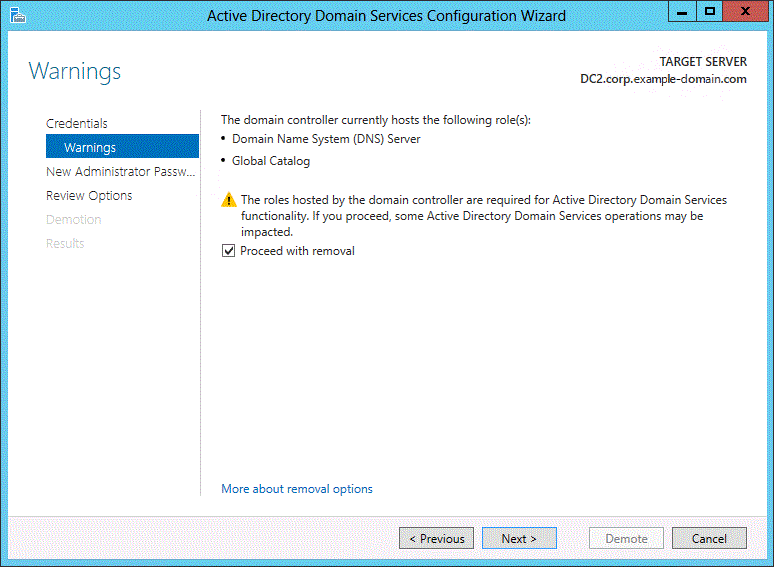 Active Directory Domain Services Configuration Wizard
Warnings
TARGET SERVER
DC2.corp.example-domain.com
Credentials
Warnings
New Administrator Passw...
Review Options
Demotion
Results
The domain controller currently hosts the following role(s):
• Domain Name System (DNS) Server
• Global Catalog
The roles hosted by the domain controller are required for Active Directory Domain Services
functionality. If you proceed, some Active Directory Domain Services operations may be
impacted.
Proceed with removal
More about removal options
< Previous
Next >
Demote
Cancel